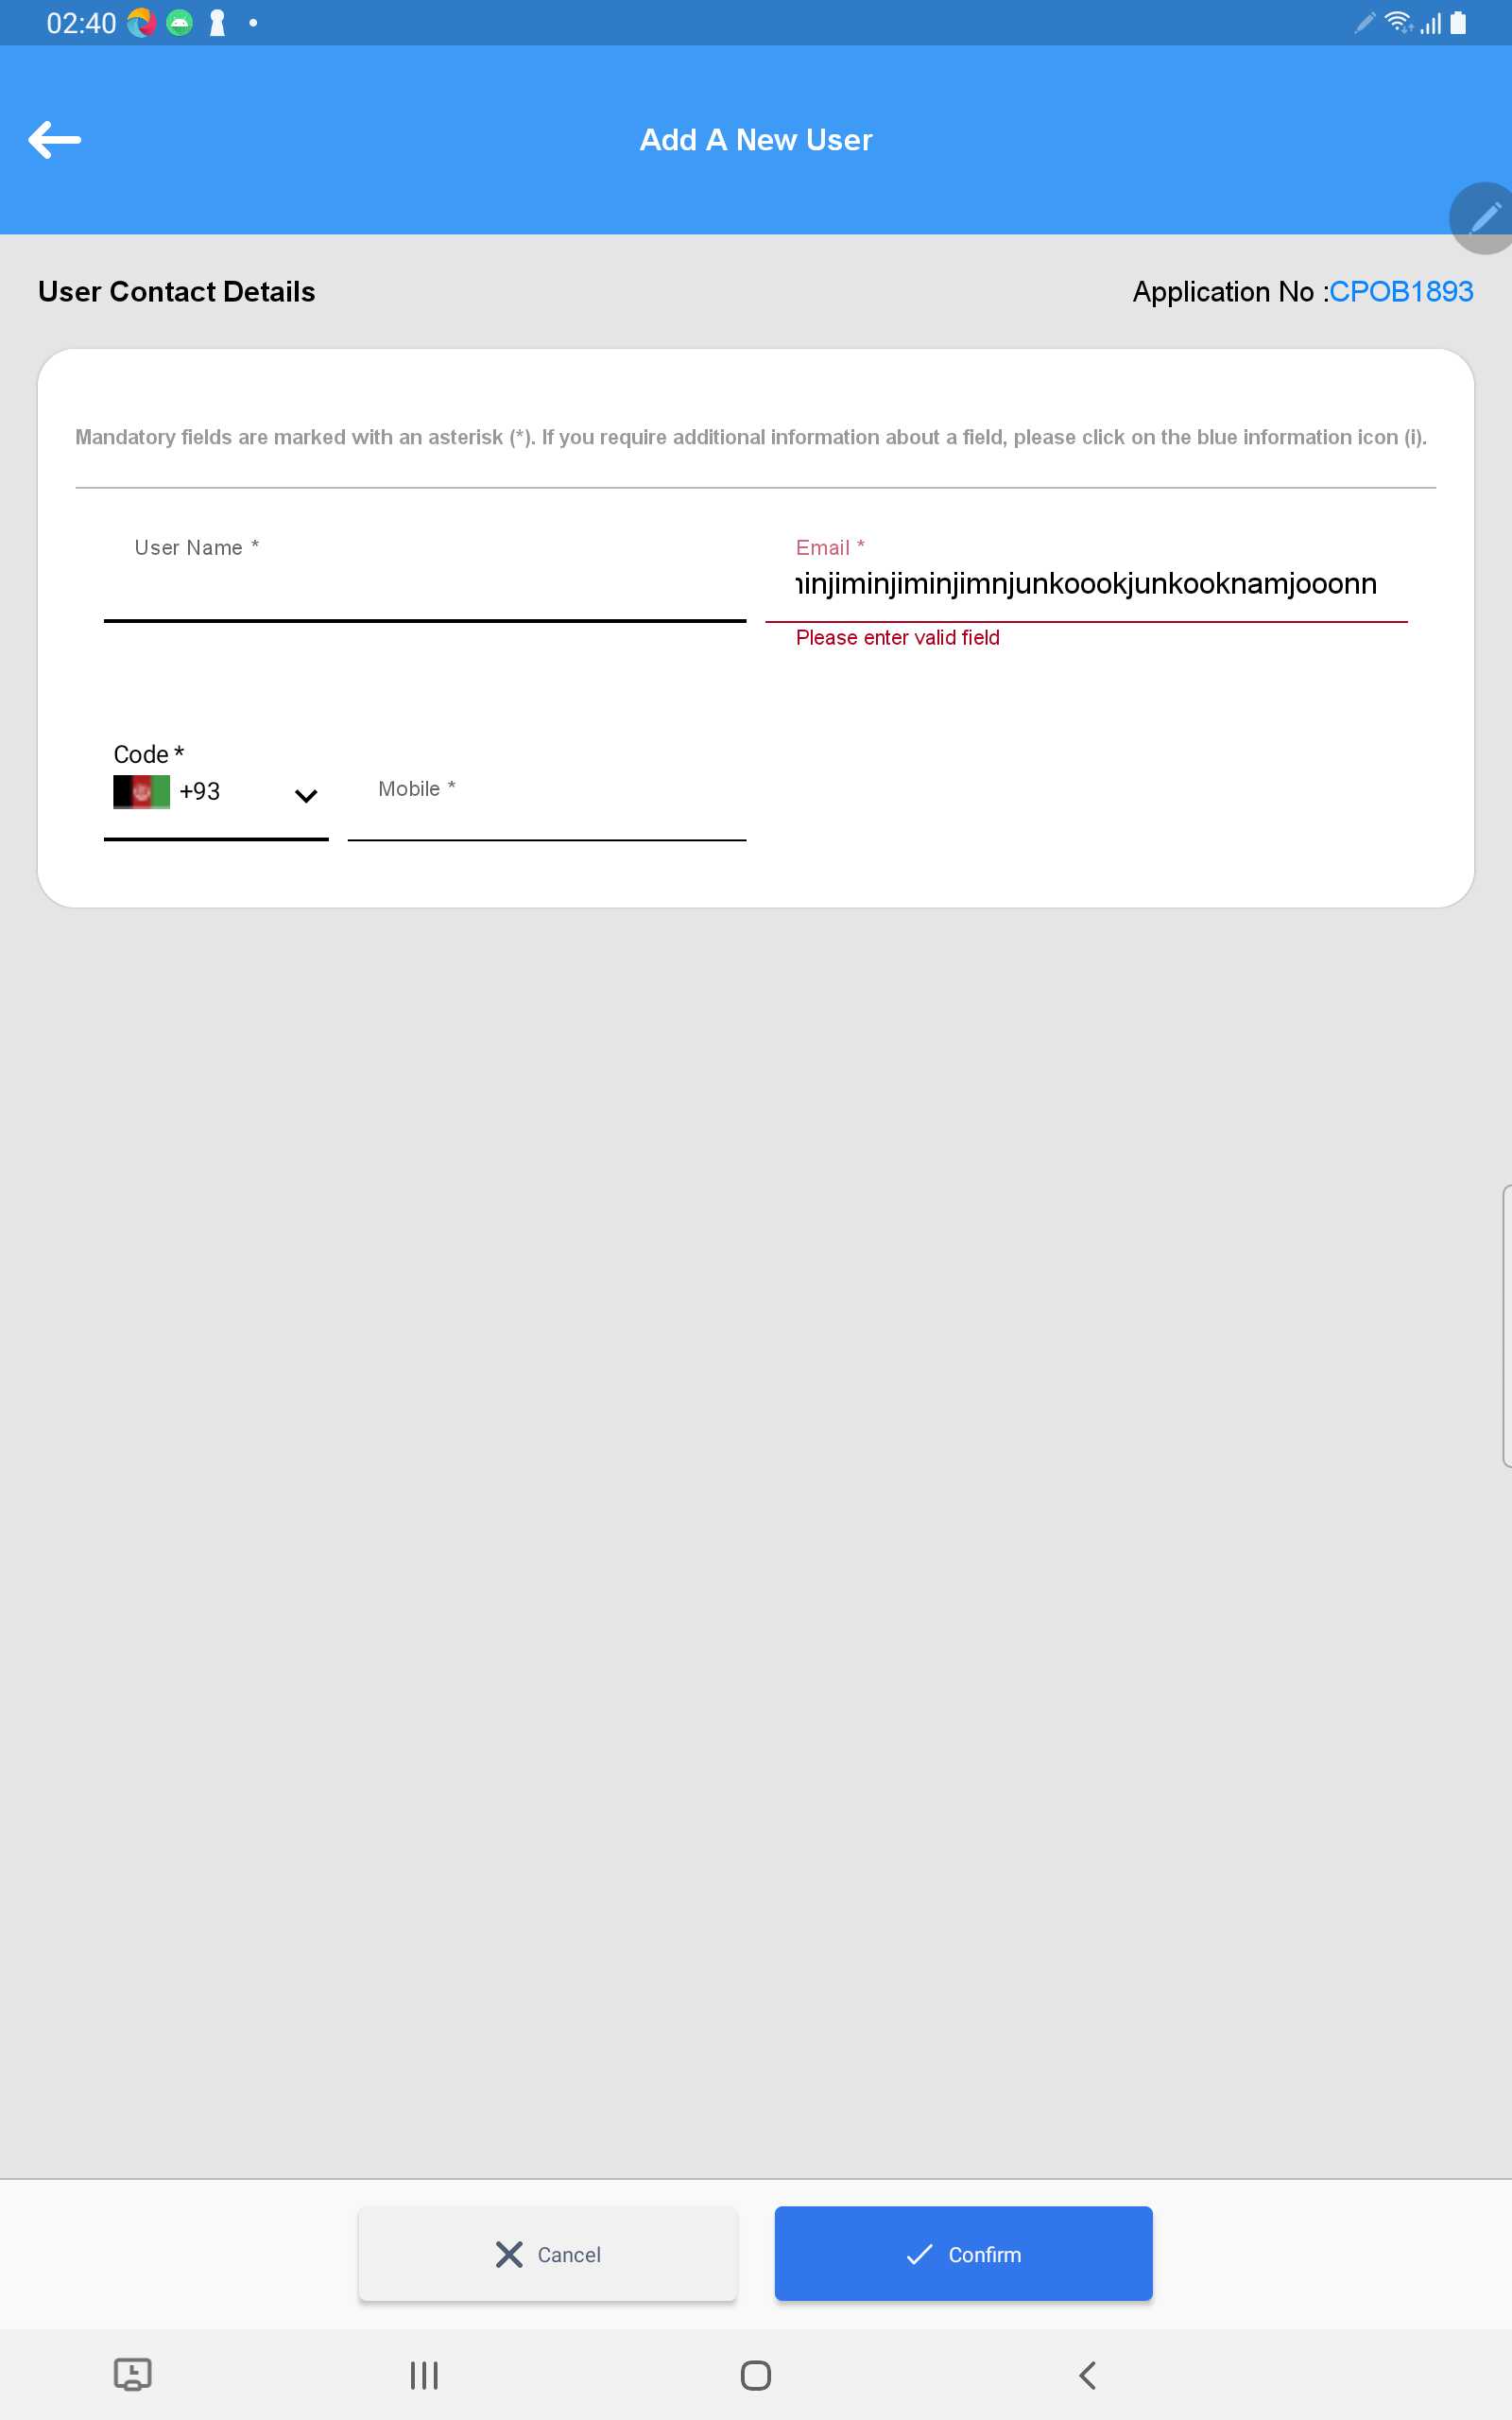 02:40
Add A New User
User Contact Details
Application No :CPOB1893
Mandatory fields are marked with an asterisk (*). If you require additional information about a field, please click on the blue information icon (i).
User Name *
Email *
injiminjiminjimnjunkoookjunkooknamjooonn
Please enter valid field
Code *
+93
Mobile *
Cancel
Confirm